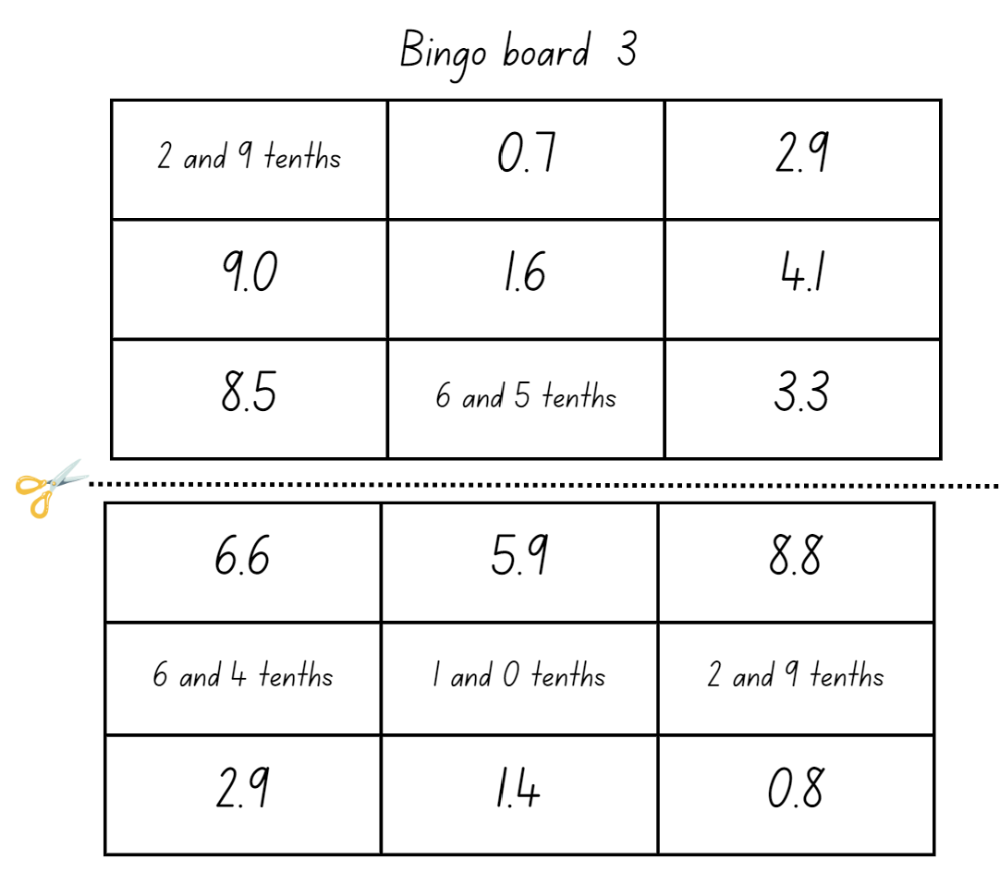 Bingo board 3
2 and 9 tenths 0.7 2.9
9.0 1.6 4.1
8.5 6 and 5 tenths 3.3
6.6 5.9 8.8
6 and 4 tenths 1 and 0 tenths 2 and 9 tenths
2.9 1.4 0.8